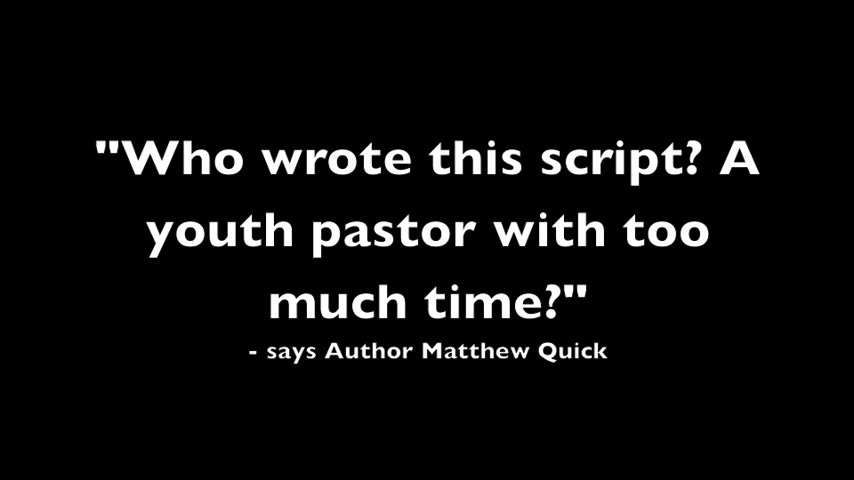 "Who wrote this script? A
youth pastor with too
much time?"
- says Author Matthew Quick